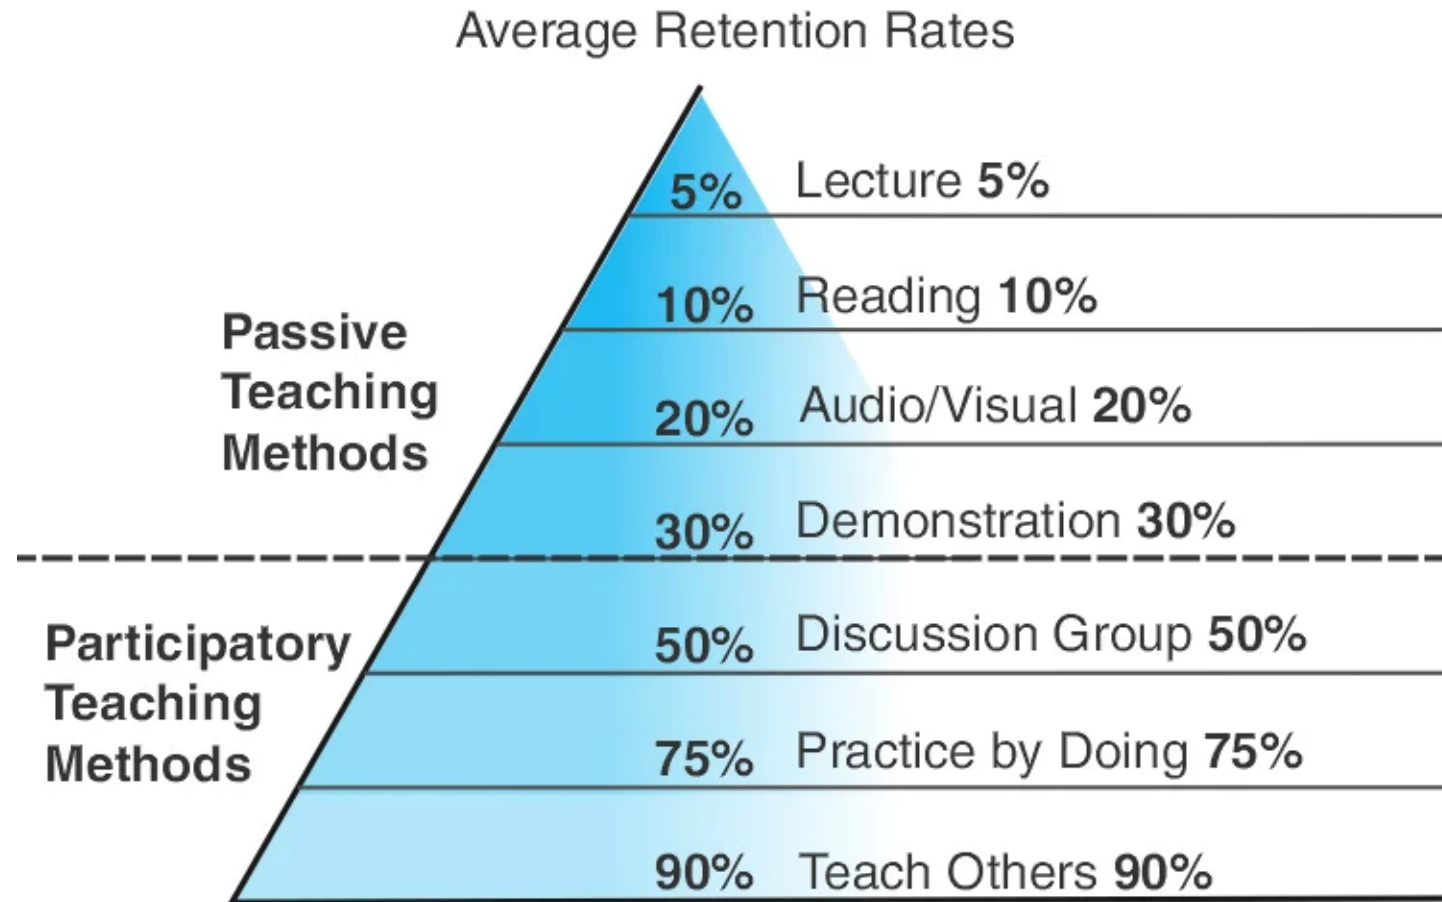 Average Retention Rates
5% Lecture 5%
10% Reading 10%
Passive
Teaching
Methods
20% Audio/Visual 20%
30% Demonstration 30%
Participatory
Teaching
Methods
50% Discussion Group 50%
75% Practice by Doing 75%
90% Teach Others 90%